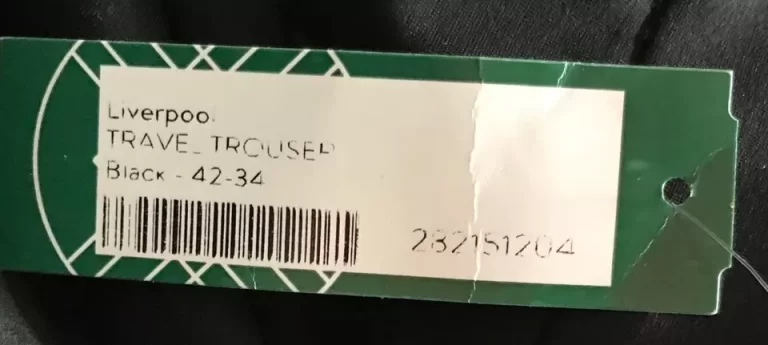 Liverpool
TRAVEL TROUSER
Black - 42-34
282151204